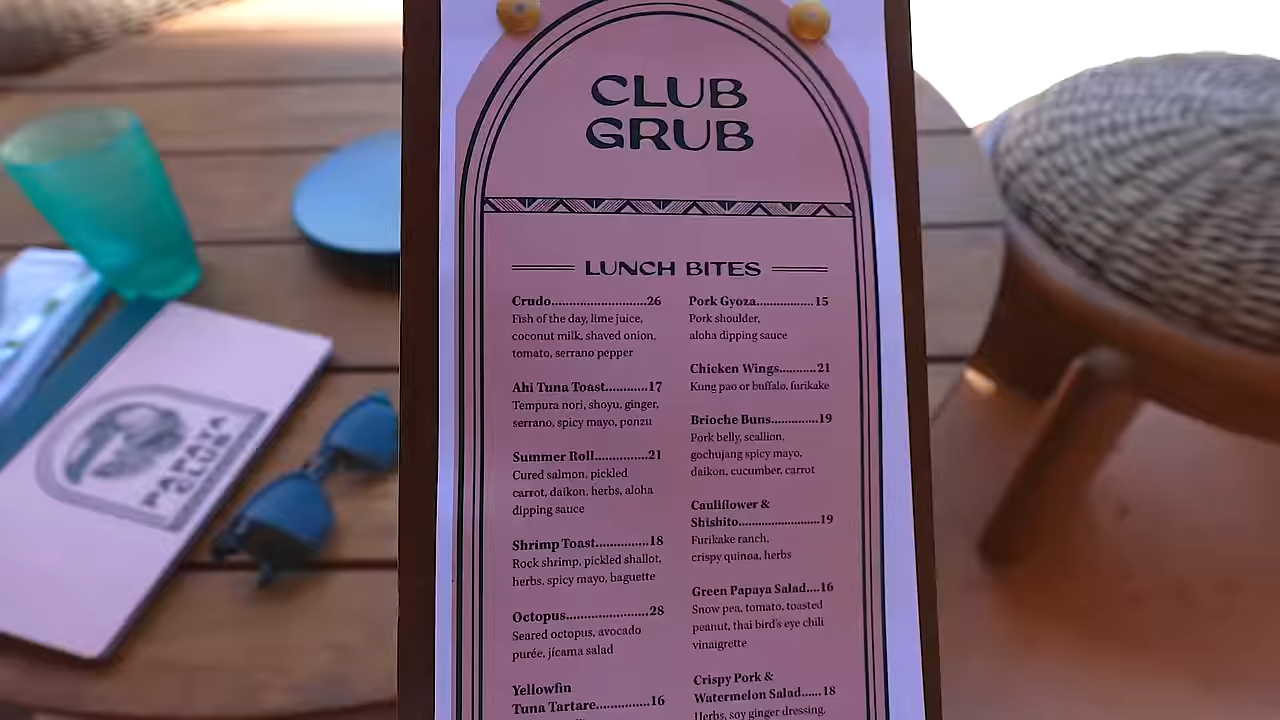 CLUB
GRUB
LUNCH BITES
Crudo...........................26
Fish of the day, lime juice,
coconut milk, shaved onion,
tomato, serrano pepper
Ahi Tuna Toast............17
Tempura nori, shoyu, ginger,
serrano, spicy mayo, ponzu
Summer Roll...............21
Cured salmon, pickled
carrot, daikon, herbs, aloha
dipping sauce
Shrimp Toast...............18
Rock shrimp, pickled shallot,
herbs, spicy mayo, baguette
Octopus........................28
Seared octopus, avocado
purée, jícama salad
Yellowfin
Tuna Tartare...............16
Pork Gyoza................15
Pork shoulder,
aloha dipping sauce
Chicken Wings...........21
Kung pao or buffalo, furikake
Brioche Buns..............19
Pork belly, scallion,
gochujang spicy mayo,
daikon, cucumber, carrot
Cauliflower &
Shishito........................19
Furikake ranch,
crispy quinoa, herbs
Green Papaya Salad....16
Snow pea, tomato, toasted
peanut, thai bird's eye chili
vinaigrette
Crispy Pork &
Watermelon Salad......18
Herbs, soy ginger dressing,
PAPAYA
CLUB